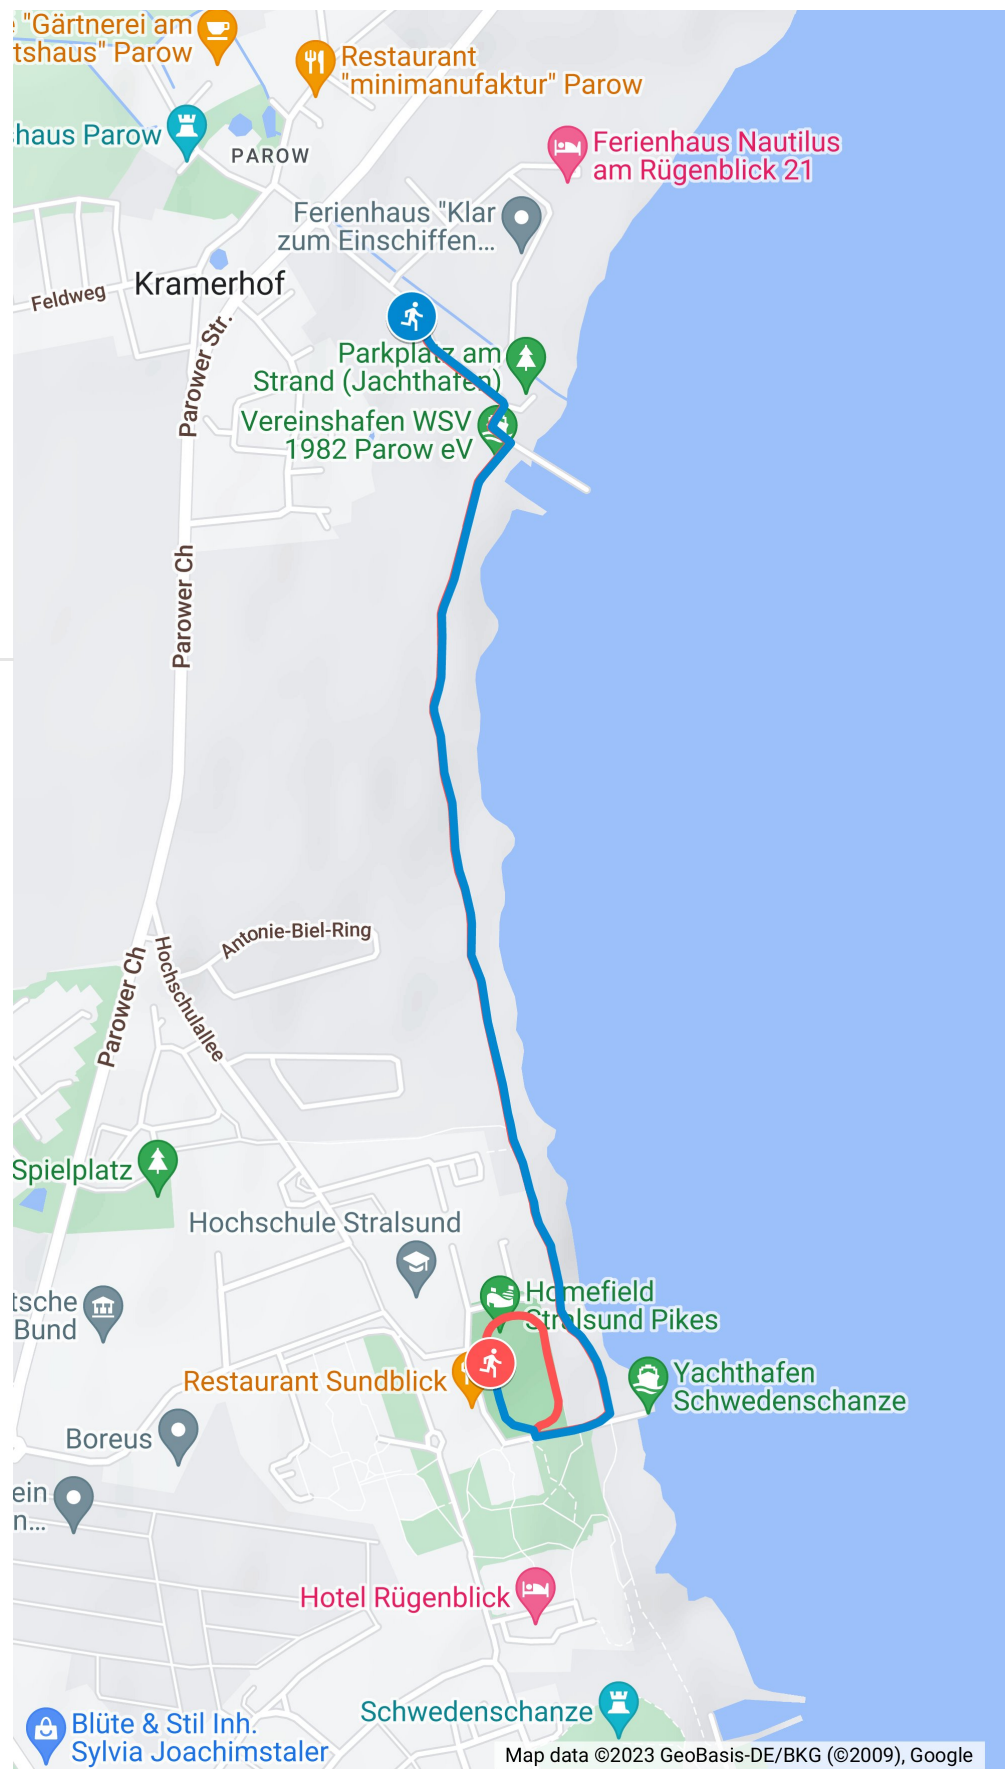 "Gärtnerei am
tshaus" Parow
Restaurant
"minimanufaktur" Parow
haus Parow
PAROW
Ferienhaus Nautilus
am Rügenblick 21
Ferienhaus "Klar
zum Einschiffen...
Feldweg
Kramerhof
Parower Str.
Parkplatz am
Strand (Jachthafen)
Vereinshafen WSV
1982 Parow eV
Parower Ch
Antonie-Biel-Ring
Hochschulallee
Parower Ch
Spielplatz
Hochschule Stralsund
tsche
Bund
Homefield
Stralsund Pikes
Restaurant Sundblick
Yachthafen
Schwedenschanze
Boreus
ein
n...
Hotel Rügenblick
Schwedenschanze
Blüte & Stil Inh.
Sylvia Joachimstaler
Map data ©2023 GeoBasis-DE/BKG (©2009), Google